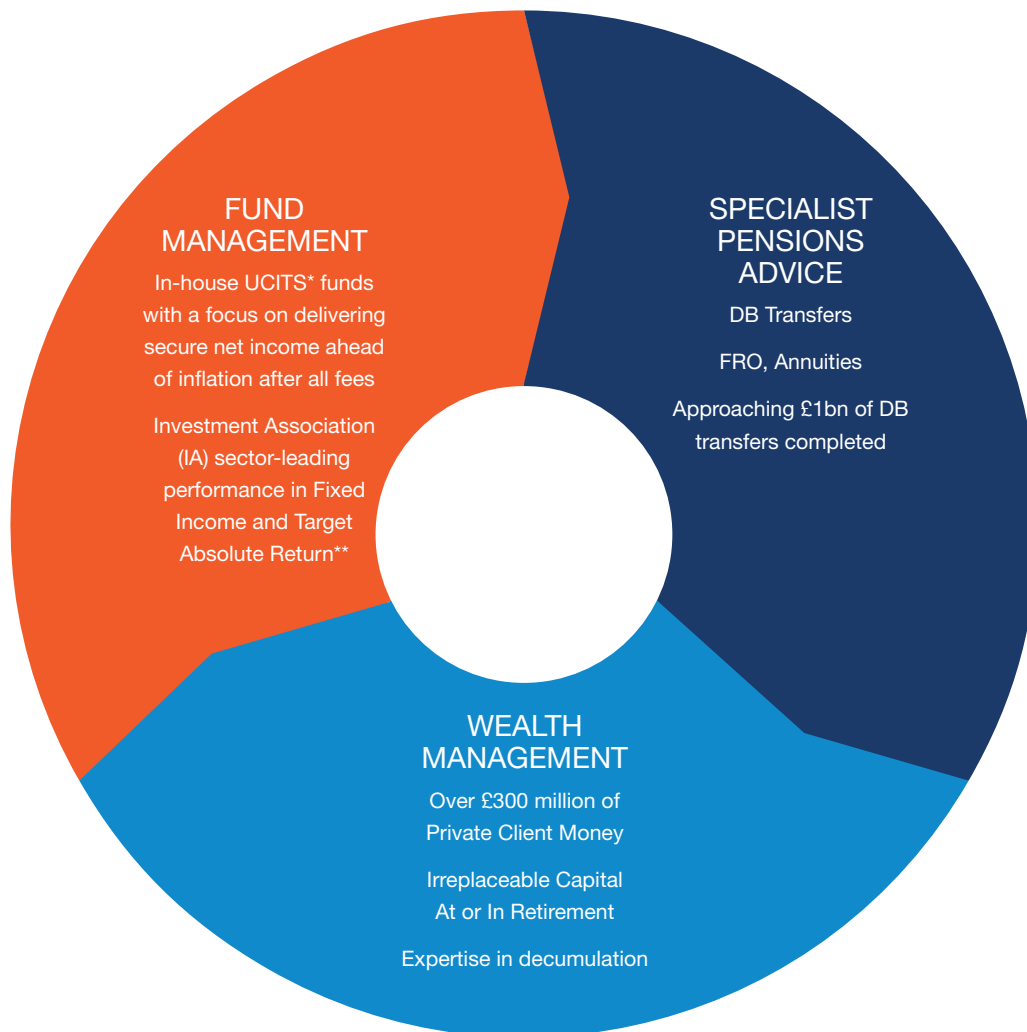 FUND
MANAGEMENT
In-house UCITS* funds
with a focus on delivering
secure net income ahead
of inflation after all fees
Investment Association
(IA) sector-leading
performance in Fixed
Income and Target
Absolute Return**
SPECIALIST
PENSIONS
ADVICE
DB Transfers
FRO, Annuities
Approaching £1bn of DB
transfers completed
WEALTH
MANAGEMENT
Over £300 million of
Private Client Money
Irreplaceable Capital
At or In Retirement
Expertise in decumulation